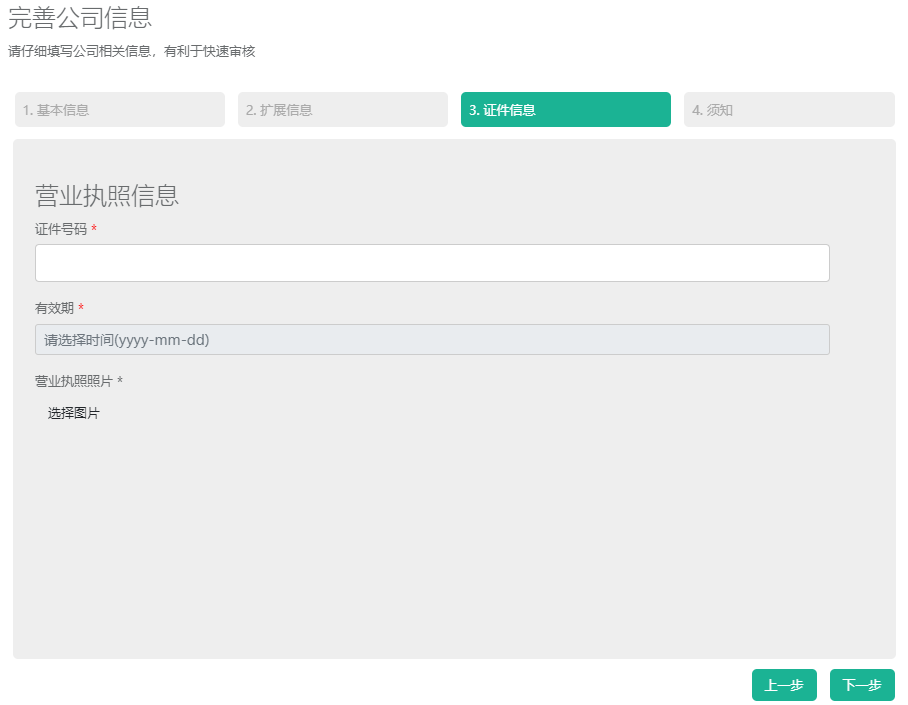 完善公司信息
请仔细填写公司相关信息，有利于快速审核
1. 基本信息
2. 扩展信息
3. 证件信息
4. 须知
营业执照信息
证件号码 *
有效期 *
请选择时间(yyyy-mm-dd)
营业执照照片 *
选择图片
上一步
下一步